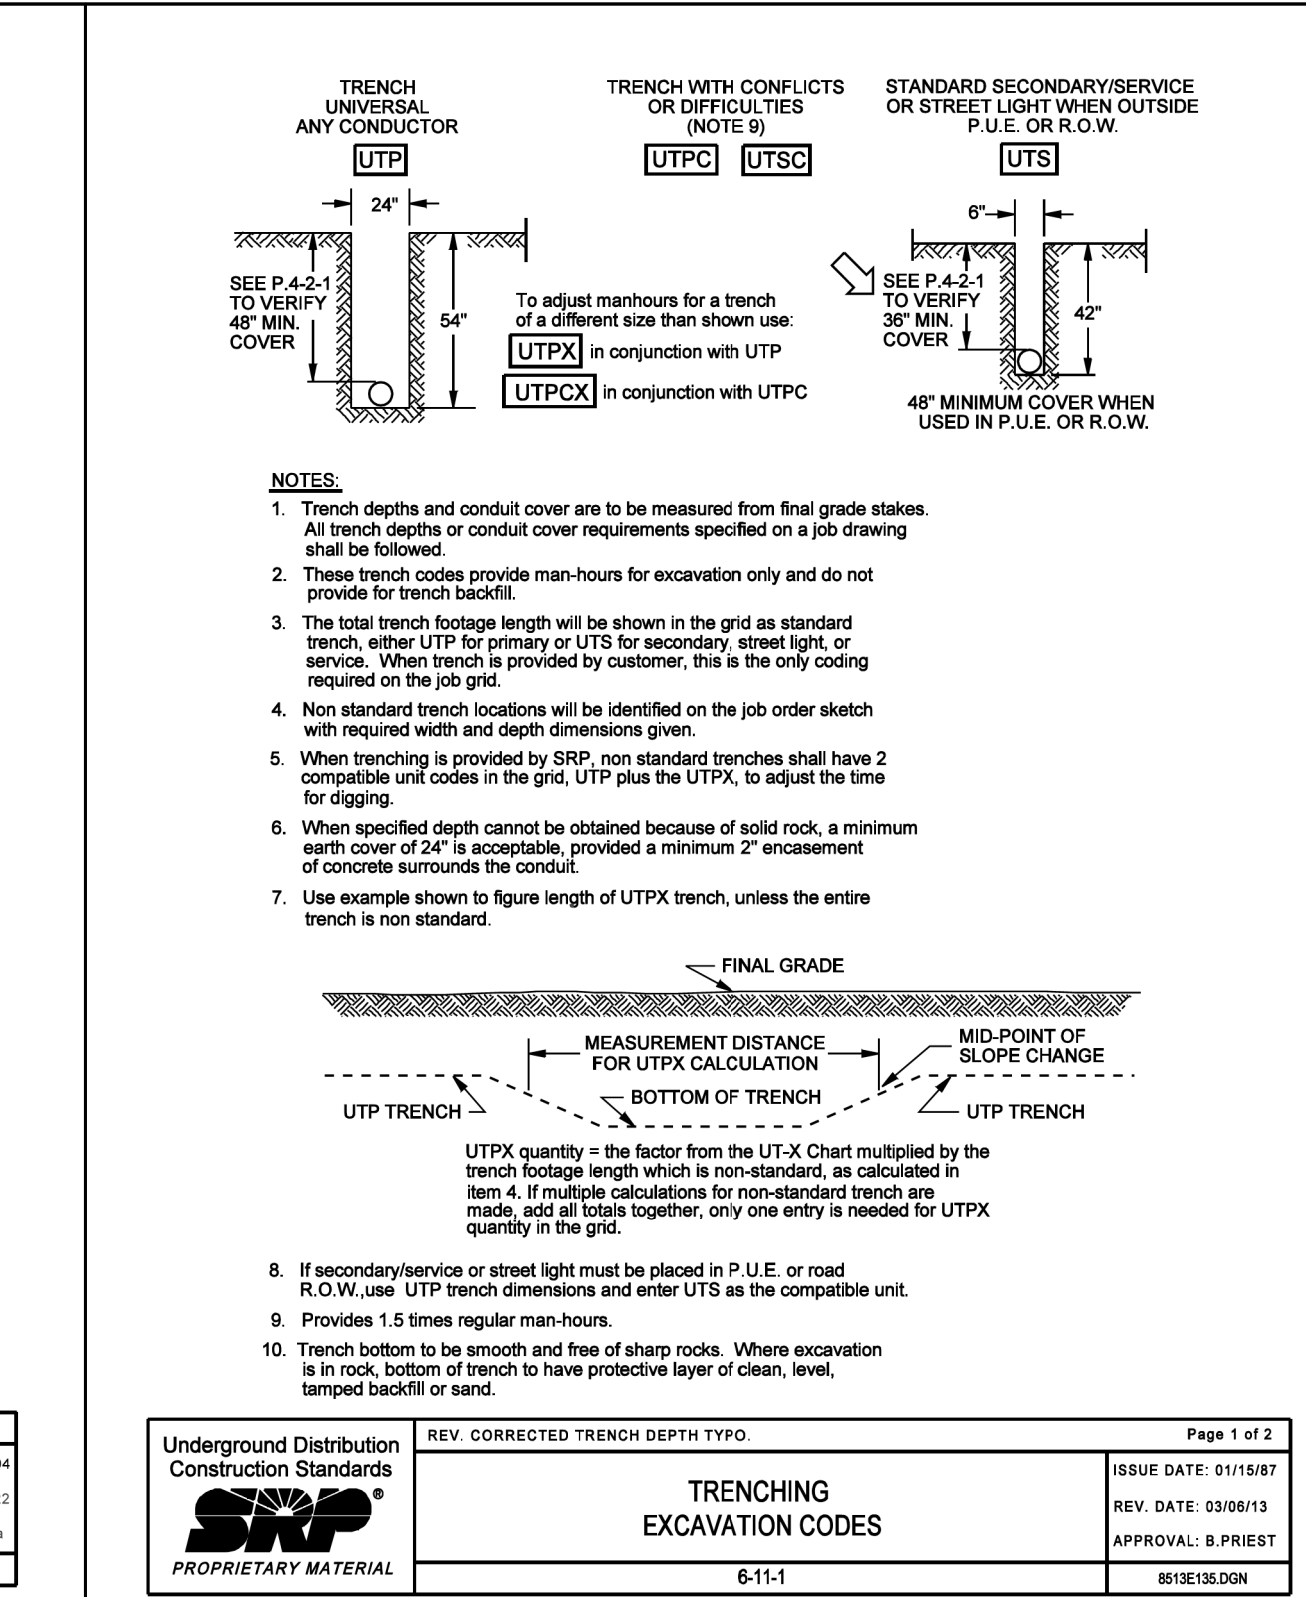 TRENCH
UNIVERSAL
ANY CONDUCTOR
UTP
24"
SEE P.4-2-1
TO VERIFY
48" MIN.
COVER
54"
TRENCH WITH CONFLICTS
OR DIFFICULTIES
(NOTE 9)
UTPC UTSC
To adjust manhours for a trench
of a different size than shown use:
UTPX in conjunction with UTP
UTPCX in conjunction with UTPC
STANDARD SECONDARY/SERVICE
OR STREET LIGHT WHEN OUTSIDE
P.U.E. OR R.O.W.
UTS
6"
SEE P.4-2-1
TO VERIFY
36" MIN.
COVER
42"
48" MINIMUM COVER WHEN
USED IN P.U.E. OR R.O.W.
NOTES:
1. Trench depths and conduit cover are to be measured from final grade stakes.
All trench depths or conduit cover requirements specified on a job drawing
shall be followed.
2. These trench codes provide man-hours for excavation only and do not
provide for trench backfill.
3. The total trench footage length will be shown in the grid as standard
trench, either UTP for primary or UTS for secondary, street light, or
service. When trench is provided by customer, this is the only coding
required on the job grid.
4. Non standard trench locations will be identified on the job order sketch
with required width and depth dimensions given.
5. When trenching is provided by SRP, non standard trenches shall have 2
compatible unit codes in the grid, UTP plus the UTPX, to adjust the time
for digging.
6. When specified depth cannot be obtained because of solid rock, a minimum
earth cover of 24" is acceptable, provided a minimum 2" encasement
of concrete surrounds the conduit.
7. Use example shown to figure length of UTPX trench, unless the entire
trench is non standard.
FINAL GRADE
MEASUREMENT DISTANCE
FOR UTPX CALCULATION
MID-POINT OF
SLOPE CHANGE
BOTTOM OF TRENCH
UTP TRENCH
UTP TRENCH
UTPX quantity = the factor from the UT-X Chart multiplied by the
trench footage length which is non-standard, as calculated in
item 4. If multiple calculations for non-standard trench are
made, add all totals together, only one entry is needed for UTPX
quantity in the grid.
8. If secondary/service or street light must be placed in P.U.E. or road
R.O.W.,use UTP trench dimensions and enter UTS as the compatible unit.
9. Provides 1.5 times regular man-hours.
10. Trench bottom to be smooth and free of sharp rocks. Where excavation
is in rock, bottom of trench to have protective layer of clean, level,
tamped backfill or sand.
Underground Distribution
Construction Standards
SRP®
PROPRIETARY MATERIAL
REV. CORRECTED TRENCH DEPTH TYPO.
Page 1 of 2
TRENCHING
EXCAVATION CODES
ISSUE DATE: 01/15/87
REV. DATE: 03/06/13
APPROVAL: B.PRIEST
6-11-1
8513E135.DGN